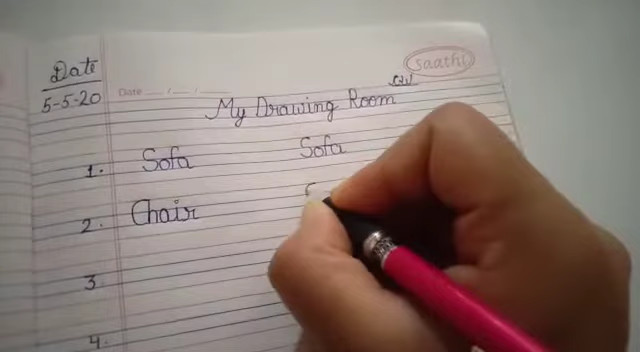 Date
saathi
Date
C.W
5-5-20
My Drawing Room
1. Sofa Sofa
2. Chair
3.
4.